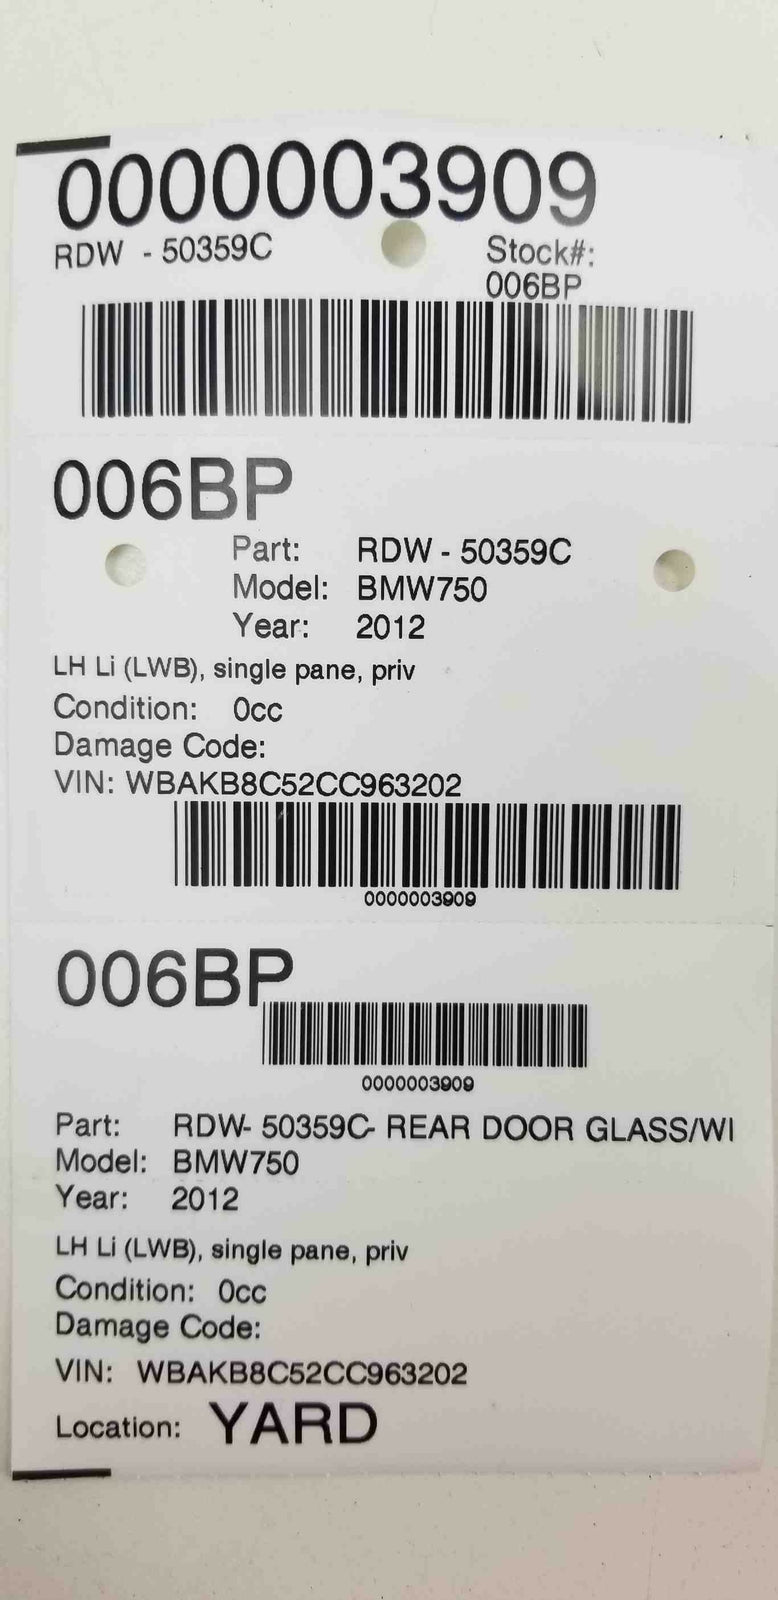 0000003909
RDW - 50359C Stock#:
006BP
006BP
Part: RDW - 50359C
Model: BMW750
Year: 2012
LH Li (LWB), single pane, priv
Condition: 0cc
Damage Code:
VIN: WBAKB8C52CC963202
0000003909
006BP
0000003909
Part: RDW- 50359C- REAR DOOR GLASS/WI
Model: BMW750
Year: 2012
LH Li (LWB), single pane, priv
Condition: 0cc
Damage Code:
VIN: WBAKB8C52CC963202
Location: YARD